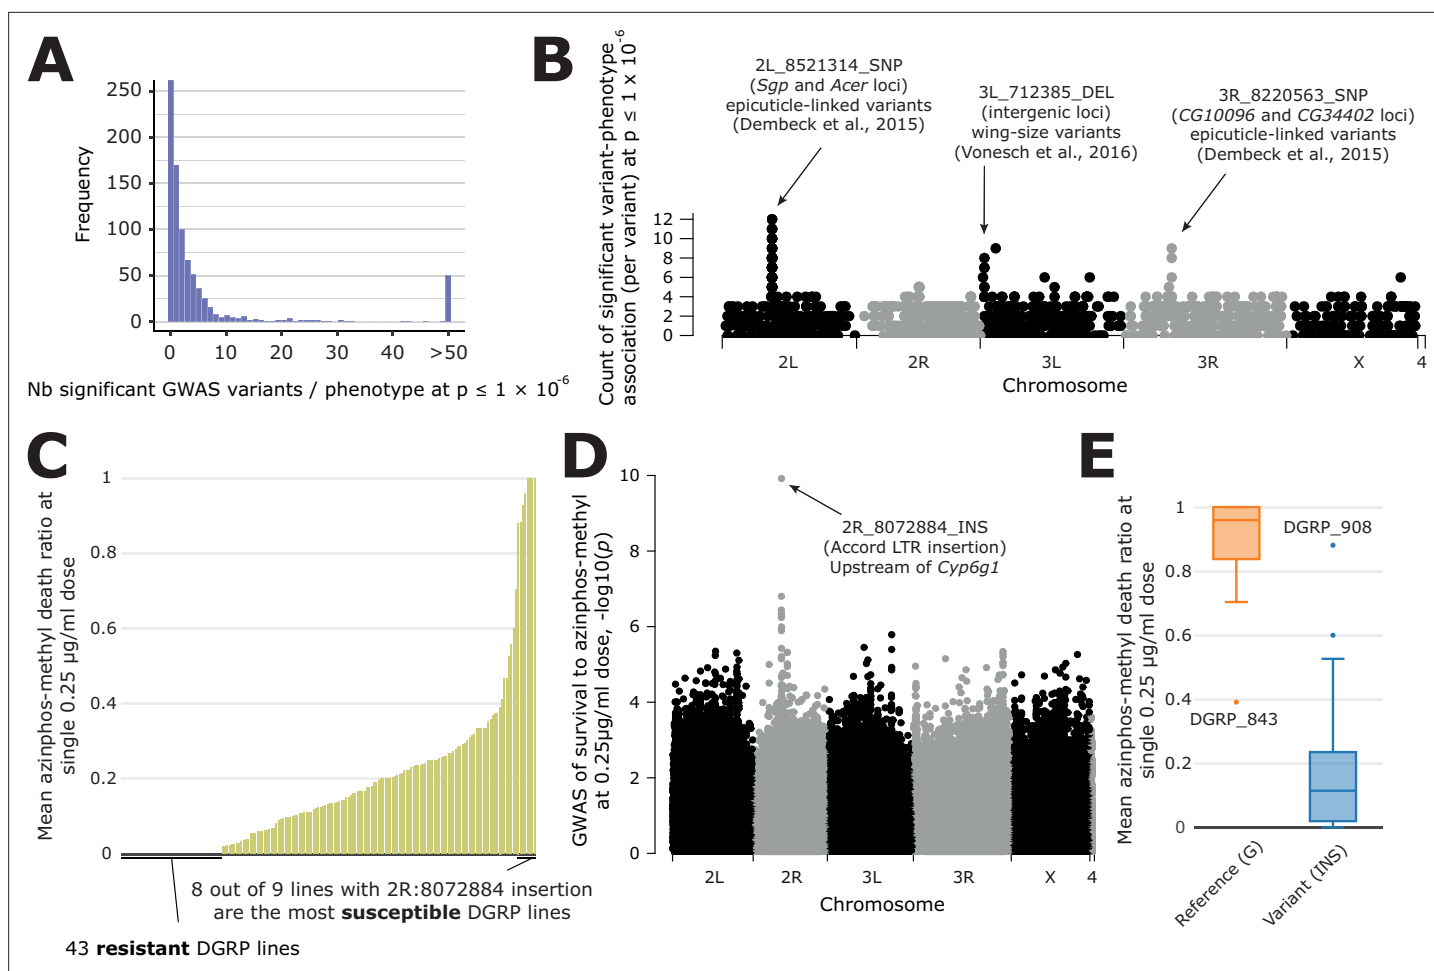 A
250
200
150
100
50
0
Frequency
0 10 20 30 40 >50
Nb significant GWAS variants / phenotype at p ≤ 1 × 10⁻⁶
B
Count of significant variant-phenotype
association (per variant) at p ≤ 1 x 10⁻⁶
12
10
8
6
4
2
0
2L_8521314_SNP
(Sgp and Acer loci)
epicuticle-linked variants
(Dembeck et al., 2015)
3L_712385_DEL
(intergenic loci)
wing-size variants
(Vonesch et al., 2016)
3R_8220563_SNP
(CG10096 and CG34402 loci)
epicuticle-linked variants
(Dembeck et al., 2015)
2L 2R 3L 3R X 4
Chromosome
C
Mean azinphos-methyl death ratio at
single 0.25 µg/ml dose
1
0.8
0.6
0.4
0.2
0
8 out of 9 lines with 2R:8072884 insertion
are the most susceptible DGRP lines
43 resistant DGRP lines
D
GWAS of survival to azinphos-methyl
at 0.25µg/ml dose, -log10(p)
10
8
6
4
2
0
2R_8072884_INS
(Accord LTR insertion)
Upstream of Cyp6g1
2L 2R 3L 3R X 4
Chromosome
E
Mean azinphos-methyl death ratio at
single 0.25 µg/ml dose
1
0.8
0.6
0.4
0.2
0
DGRP_908
DGRP_843
Reference (G)
Variant (INS)